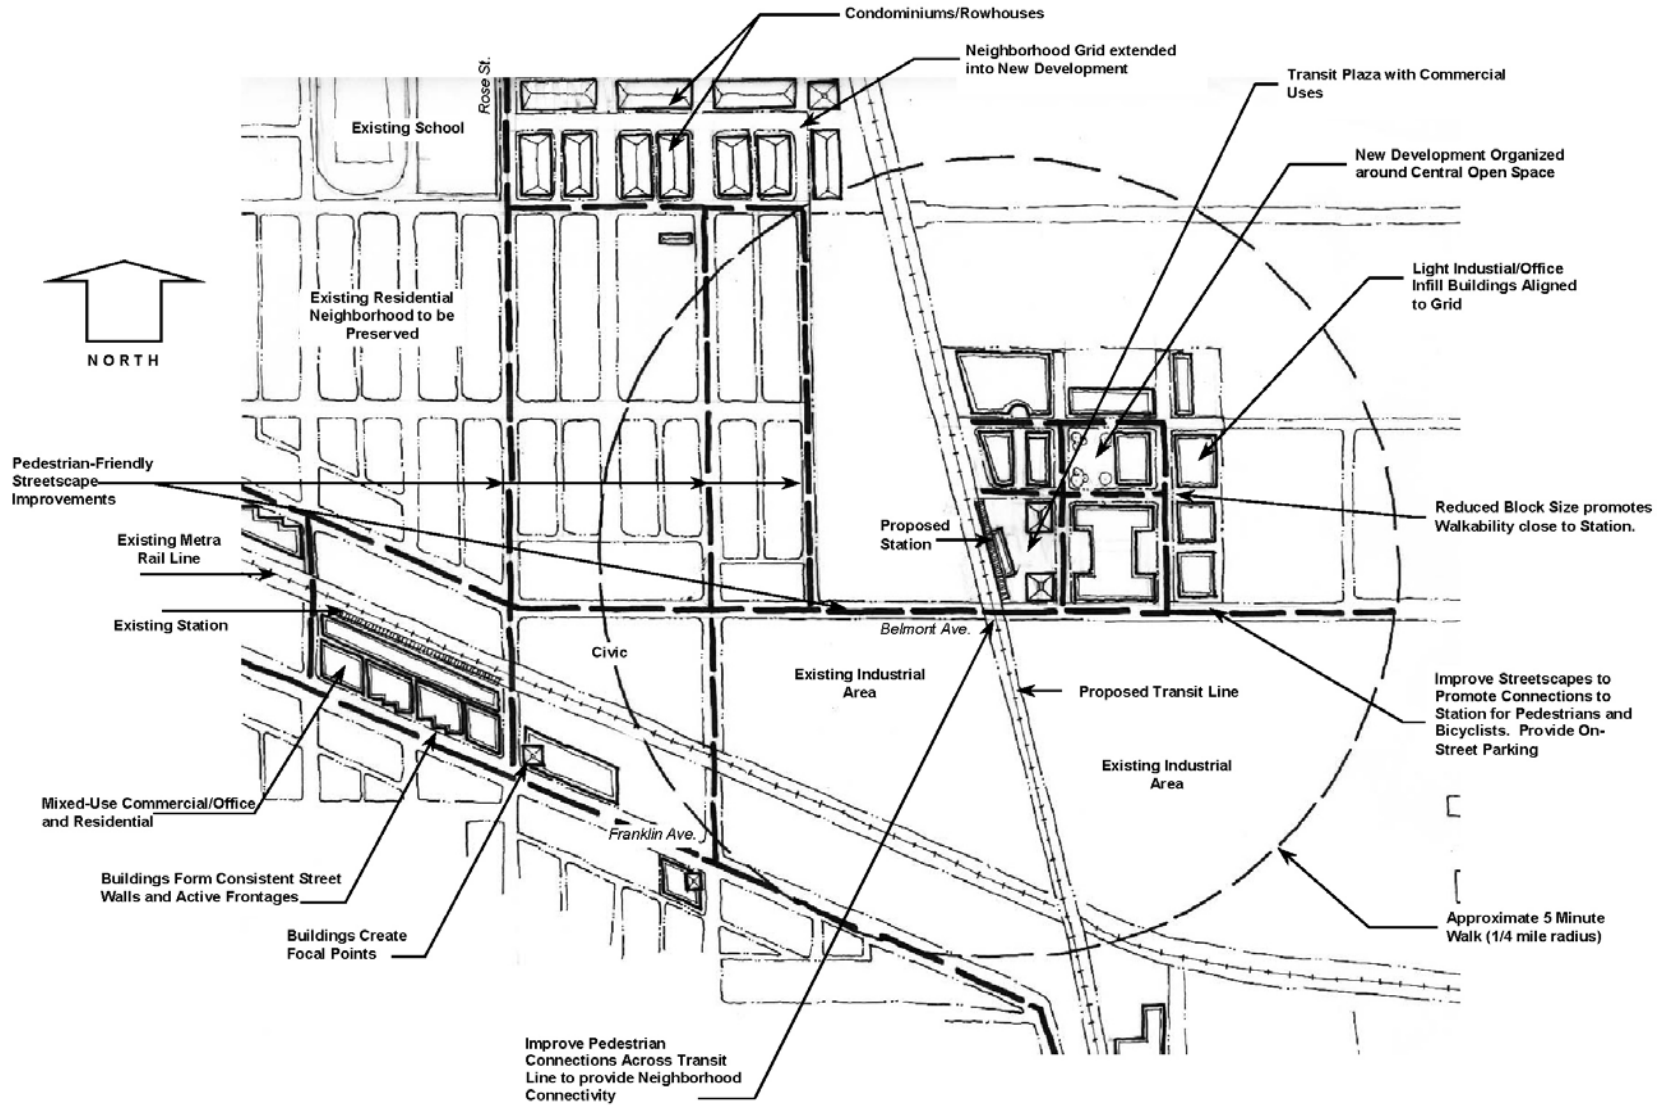 Condominiums/Rowhouses
Neighborhood Grid extended
into New Development
Transit Plaza with Commercial
Uses
Rose St.
Existing School
New Development Organized
around Central Open Space
Light Industial/Office
Infill Buildings Aligned
to Grid
Existing Residential
Neighborhood to be
Preserved
NORTH
Pedestrian-Friendly
Streetscape
Improvements
Reduced Block Size promotes
Walkability close to Station.
Proposed
Station
Existing Metra
Rail Line
Existing Station
Belmont Ave.
Civic
Existing Industrial
Area
Proposed Transit Line
Improve Streetscapes to
Promote Connections to
Station for Pedestrians and
Bicyclists. Provide On-
Street Parking
Existing Industrial
Area
Mixed-Use Commercial/Office
and Residential
Franklin Ave.
Buildings Form Consistent Street
Walls and Active Frontages
Approximate 5 Minute
Walk (1/4 mile radius)
Buildings Create
Focal Points
Improve Pedestrian
Connections Across Transit
Line to provide Neighborhood
Connectivity